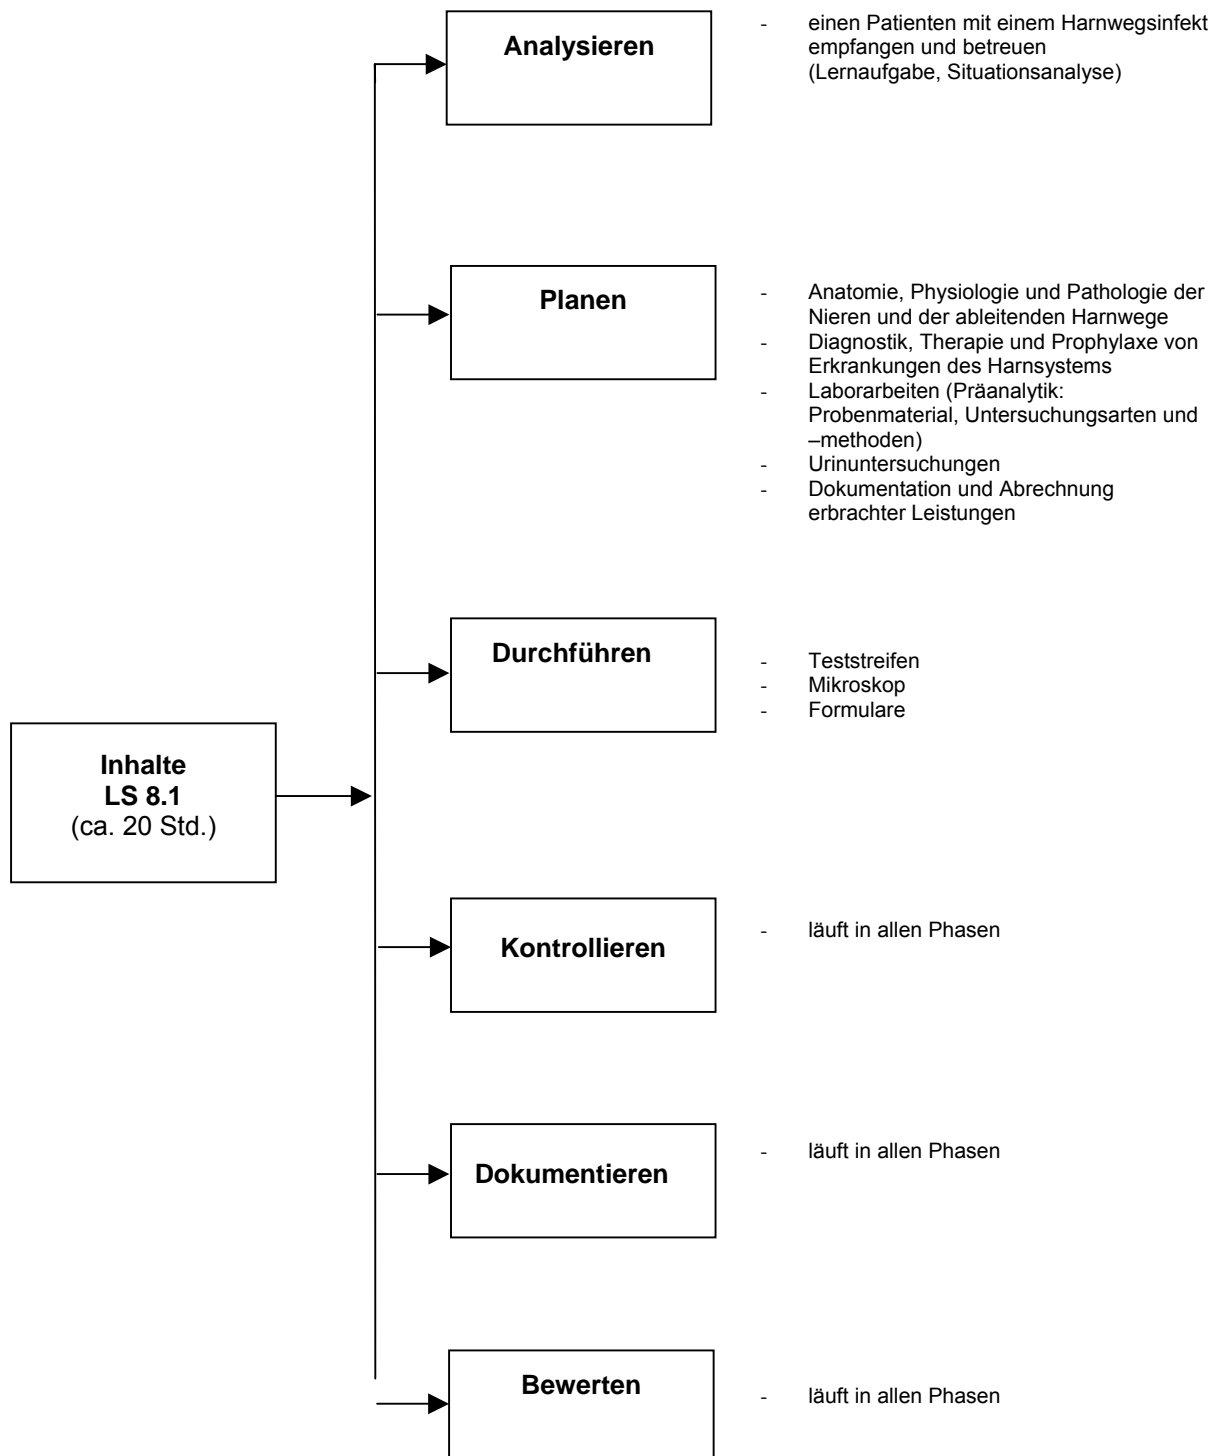 Analysieren
- einen Patienten mit einem Harnwegsinfekt
empfangen und betreuen
(Lernaufgabe, Situationsanalyse)
Planen
- Anatomie, Physiologie und Pathologie der
Nieren und der ableitenden Harnwege
- Diagnostik, Therapie und Prophylaxe von
Erkrankungen des Harnsystems
- Laborarbeiten (Präanalytik:
Probenmaterial, Untersuchungsarten und
–methoden)
- Urinuntersuchungen
- Dokumentation und Abrechnung
erbrachter Leistungen
Durchführen
- Teststreifen
- Mikroskop
- Formulare
Inhalte
LS 8.1
(ca. 20 Std.)
Kontrollieren
- läuft in allen Phasen
Dokumentieren
- läuft in allen Phasen
Bewerten
- läuft in allen Phasen